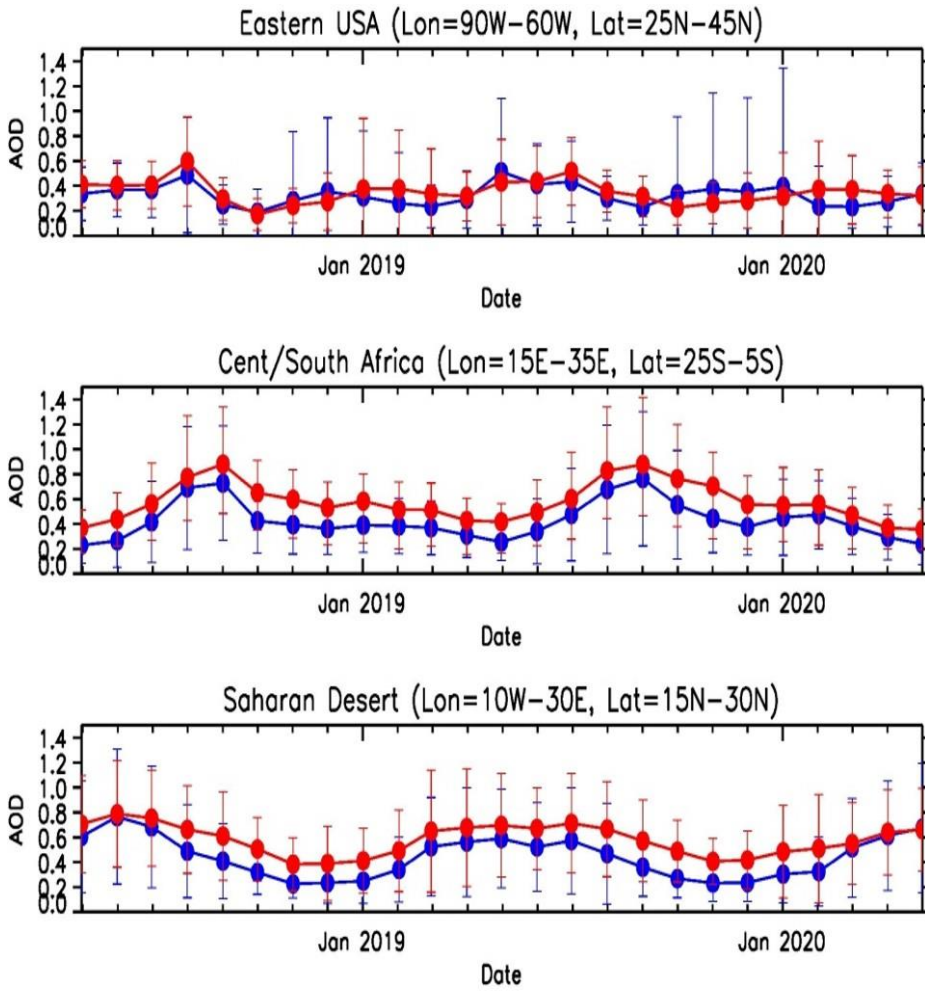 Eastern USA (Lon=90W-60W, Lat=25N-45N)
AOD
1.4
1.2
1.0
0.8
0.6
0.4
0.2
0.0
Jan 2019
Jan 2020
Date
Cent/South Africa (Lon=15E-35E, Lat=25S-5S)
AOD
1.4
1.2
1.0
0.8
0.6
0.4
0.2
0.0
Jan 2019
Jan 2020
Date
Saharan Desert (Lon=10W-30E, Lat=15N-30N)
AOD
1.4
1.2
1.0
0.8
0.6
0.4
0.2
0.0
Jan 2019
Jan 2020
Date